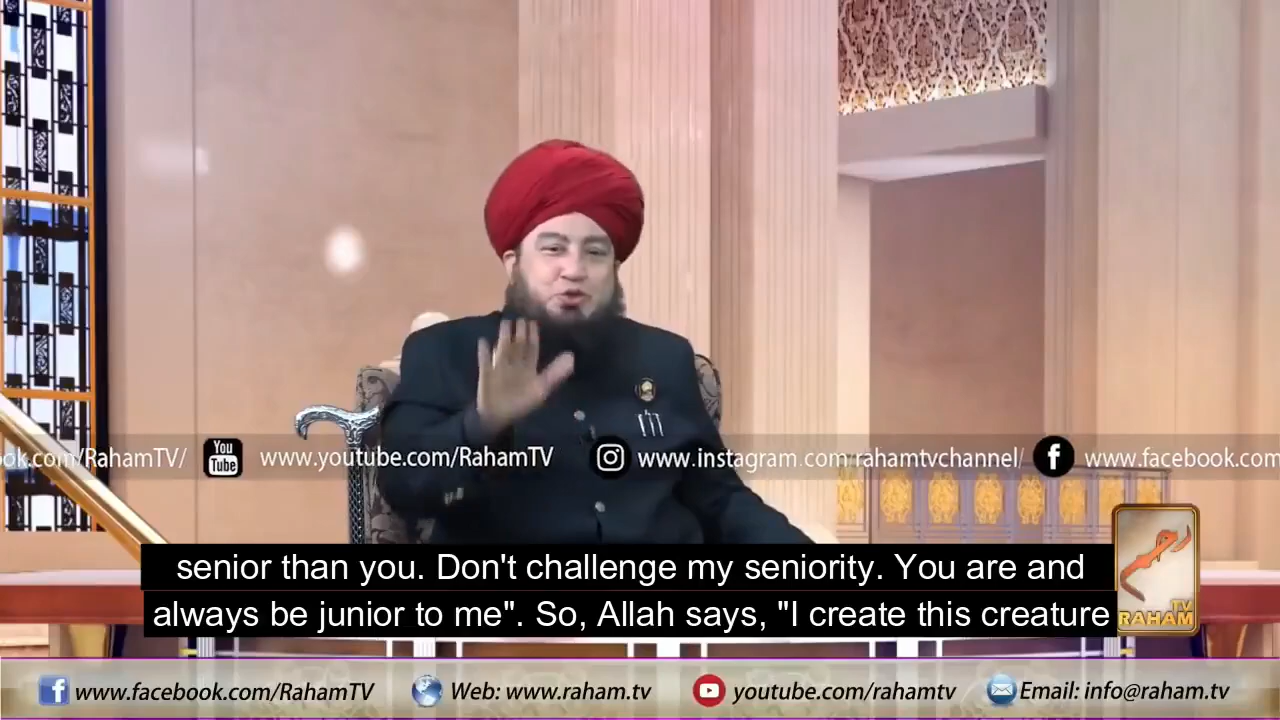 ok.com/RahamTV/ You Tube www.youtube.com/RahamTV www.instagram.com/rahamtvchannel/ www.facebook.com
senior than you. Don't challenge my seniority. You are and
always be junior to me". So, Allah says, "I create this creature
رحم
TV
RAHAM
www.facebook.com/RahamTV Web: www.raham.tv youtube.com/rahamtv Email: info@raham.tv